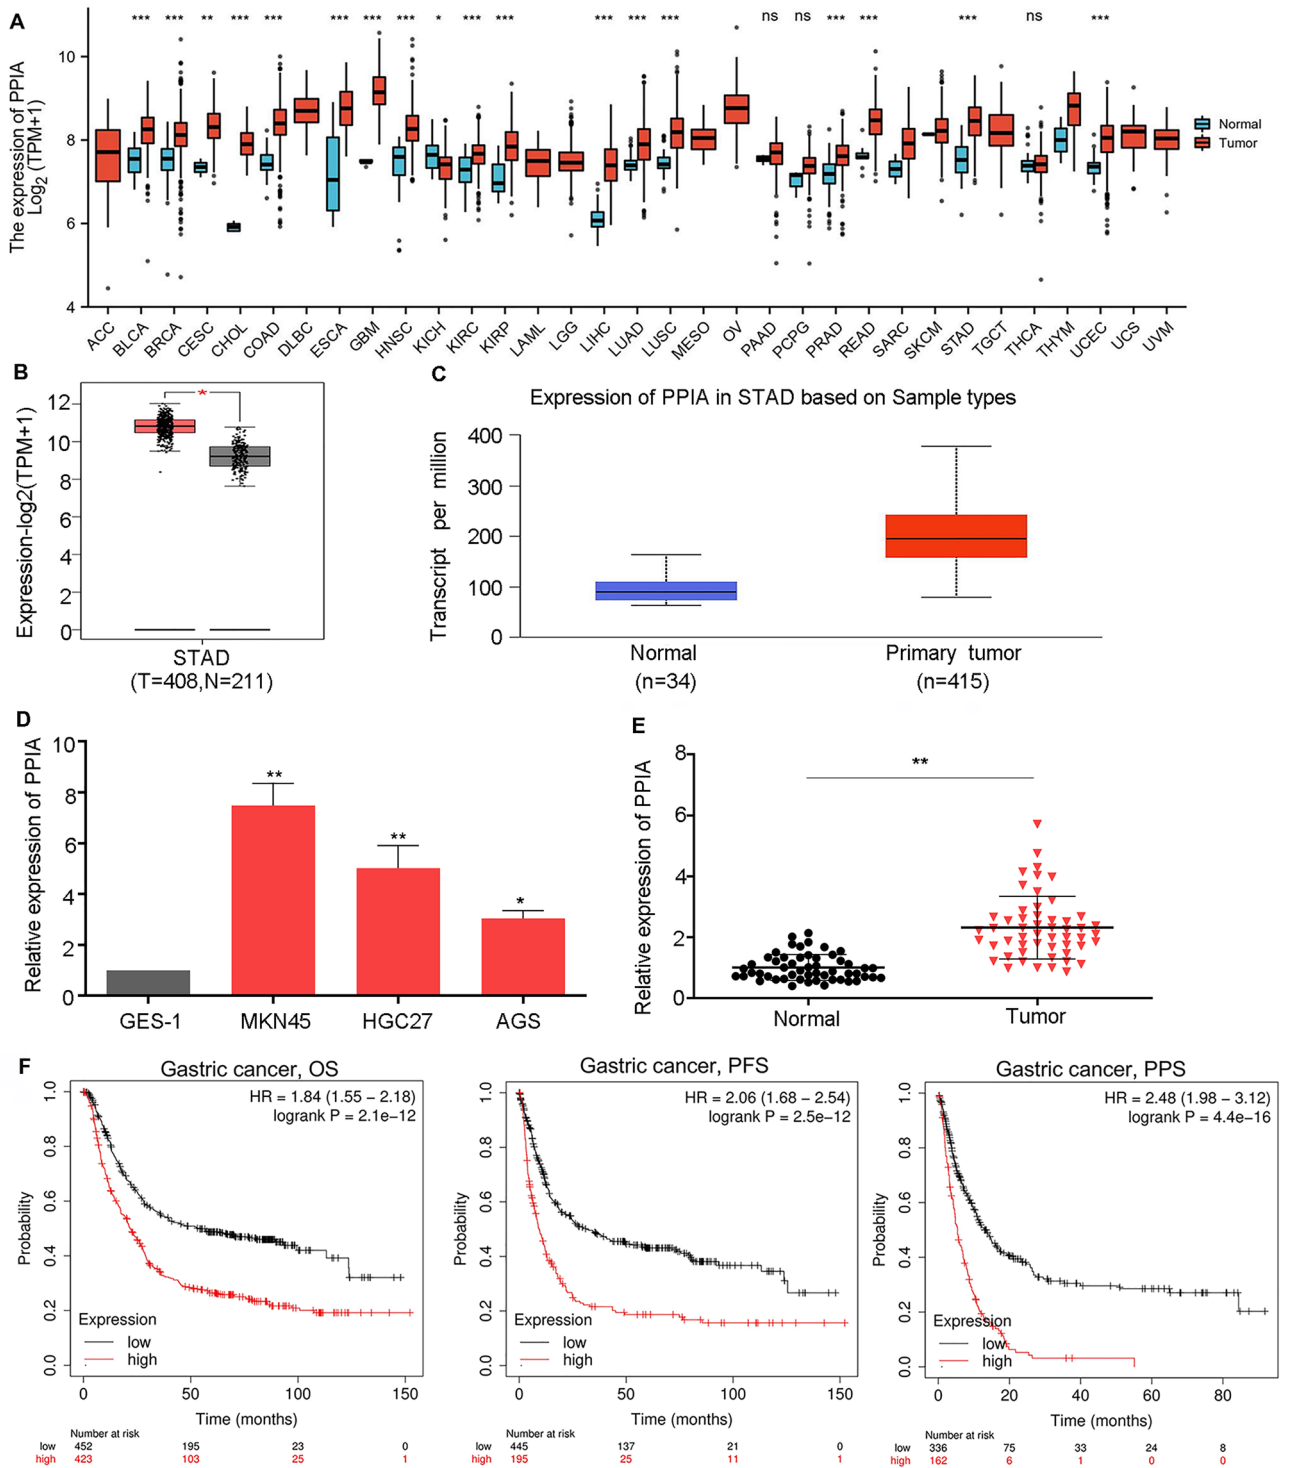 A
*** *** ** *** *** *** *** *** * *** *** *** *** *** ns ns *** *** *** ns ***
The expression of PPIA
Log2 (TPM+1)
10
8
6
4
Normal
Tumor
ACC BLCA BRCA CESC CHOL COAD DLBC ESCA GBM HNSC KICH KIRC KIRP LAML LGG LIHC LUAD LUSC MESO OV PAAD PCPG PRAD READ SARC SKCM STAD TGCT THCA THYM UCEC UCS UVM
B
Expression-log2(TPM+1)
12
10
8
6
4
2
0
*
STAD
(T=408,N=211)
C
Expression of PPIA in STAD based on Sample types
Transcript per million
400
300
200
100
0
Normal
(n=34)
Primary tumor
(n=415)
D
Relative expression of PPIA
10
8
6
4
2
0
** ** *
GES-1 MKN45 HGC27 AGS
E
Relative expression of PPIA
8
6
4
2
0
**
Normal Tumor
F
Gastric cancer, OS
HR = 1.84 (1.55 − 2.18)
logrank P = 2.1e−12
Probability
1.0
0.8
0.6
0.4
0.2
0.0
Expression
low
high
0 50 100 150
Time (months)
Number at risk
low 452 195 23 0
high 423 103 25 1
Gastric cancer, PFS
HR = 2.06 (1.68 − 2.54)
logrank P = 2.5e−12
Probability
1.0
0.8
0.6
0.4
0.2
0.0
Expression
low
high
0 50 100 150
Time (months)
Number at risk
low 445 137 21 0
high 195 25 11 1
Gastric cancer, PPS
HR = 2.48 (1.98 − 3.12)
logrank P = 4.4e−16
Probability
1.0
0.8
0.6
0.4
0.2
0.0
Expression
low
high
0 20 40 60 80
Time (months)
Number at risk
low 336 75 33 24 8
high 162 6 1 0 0